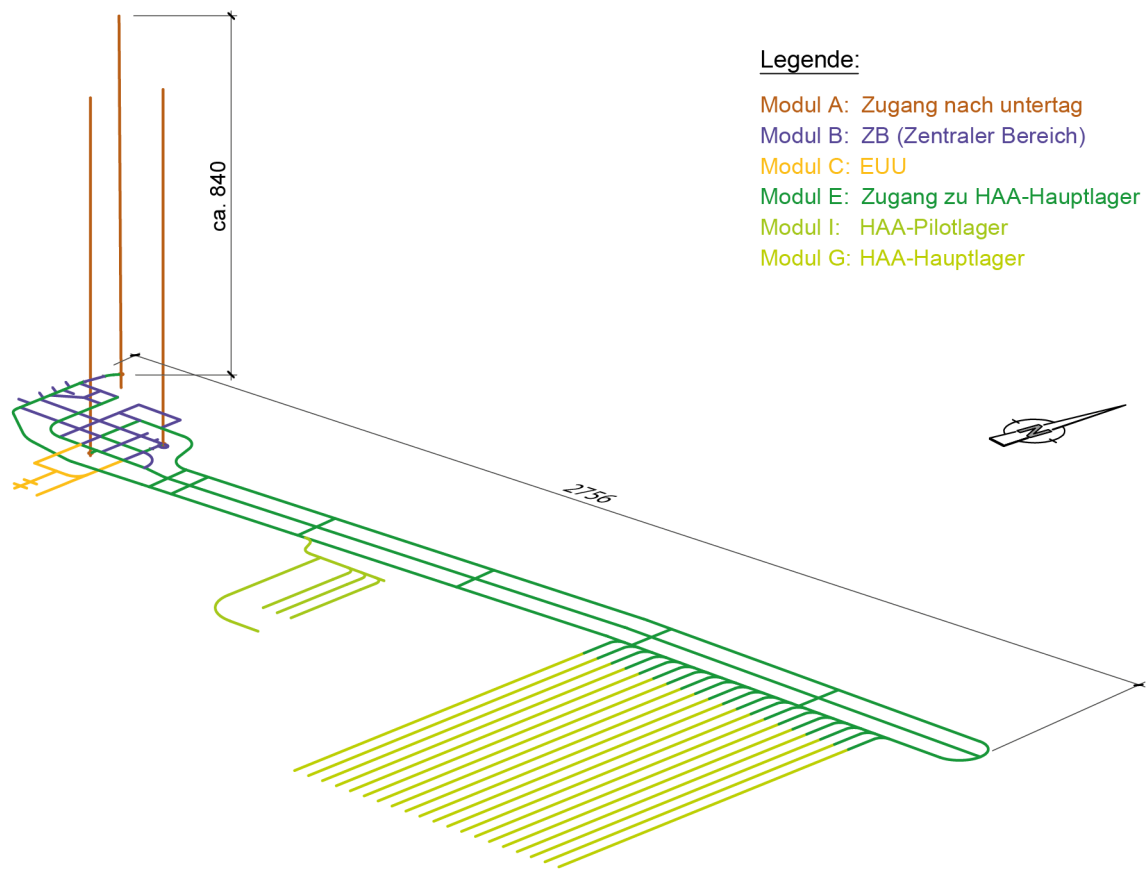 Legende:
Modul A: Zugang nach untertag
Modul B: ZB (Zentraler Bereich)
Modul C: EUU
Modul E: Zugang zu HAA-Hauptlager
Modul I: HAA-Pilotlager
Modul G: HAA-Hauptlager
ca. 840
N
2756